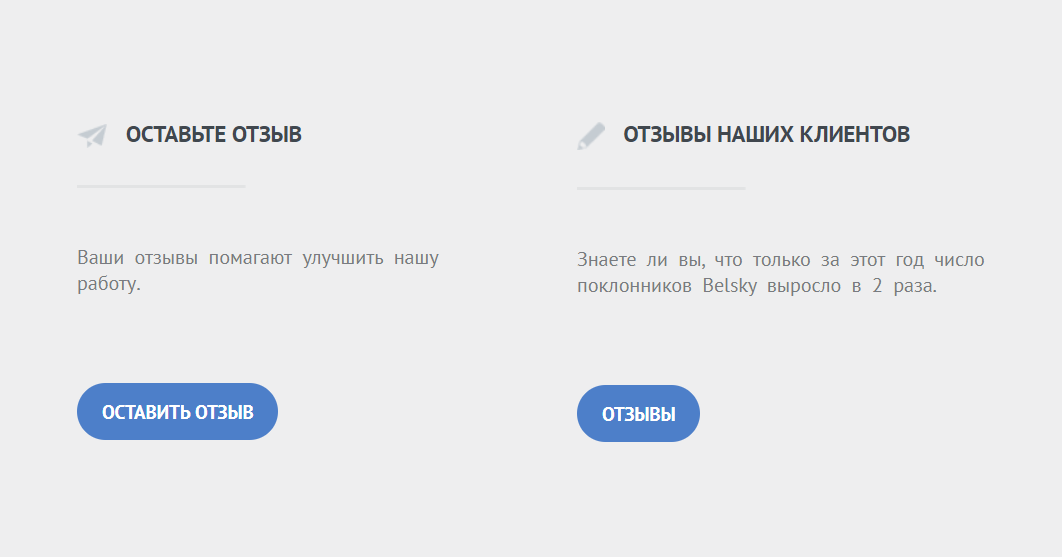 ОСТАВЬТЕ ОТЗЫВ
Ваши отзывы помагают улучшить нашу
работу.
ОСТАВИТЬ ОТЗЫВ
ОТЗЫВЫ НАШИХ КЛИЕНТОВ
Знаете ли вы, что только за этот год число
поклонников Belsky выросло в 2 раза.
ОТЗЫВЫ